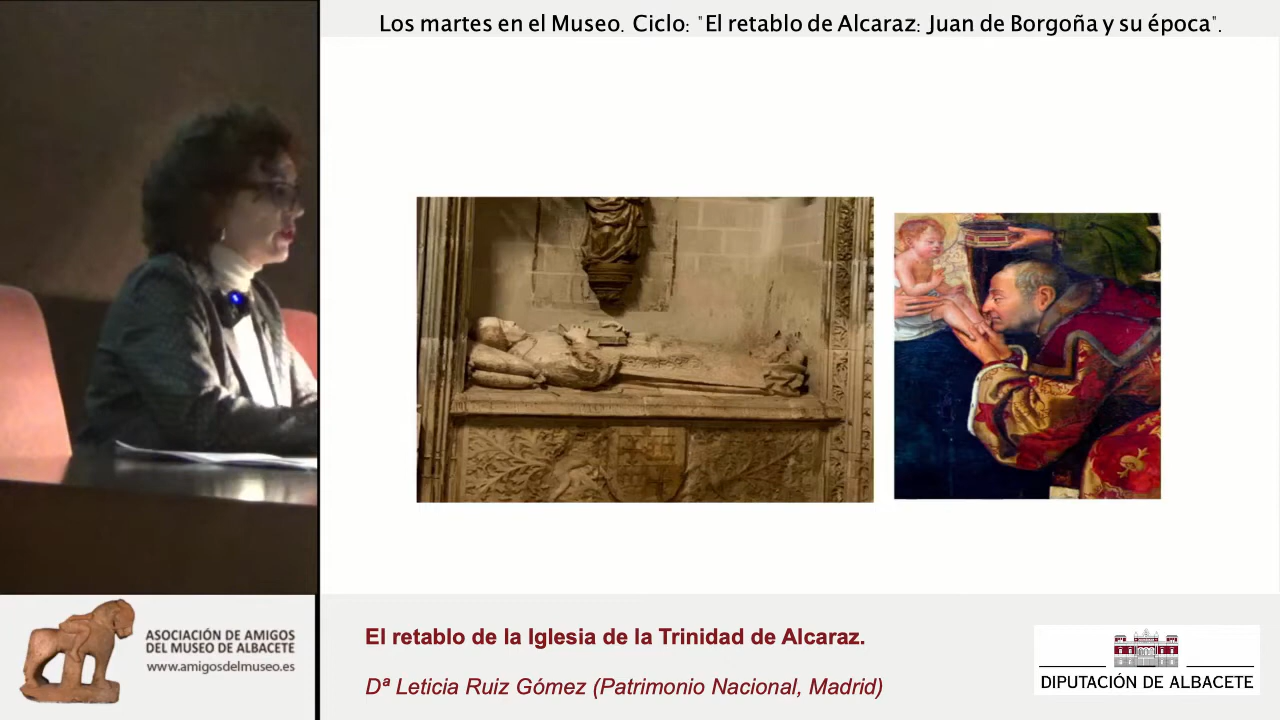 Los martes en el Museo. Ciclo: "El retablo de Alcaraz: Juan de Borgoña y su época".
ASOCIACIÓN DE AMIGOS
DEL MUSEO DE ALBACETE
www.amigosdelmuseo.es
El retablo de la Iglesia de la Trinidad de Alcaraz.
Dª Leticia Ruiz Gómez (Patrimonio Nacional, Madrid)
DIPUTACIÓN DE ALBACETE